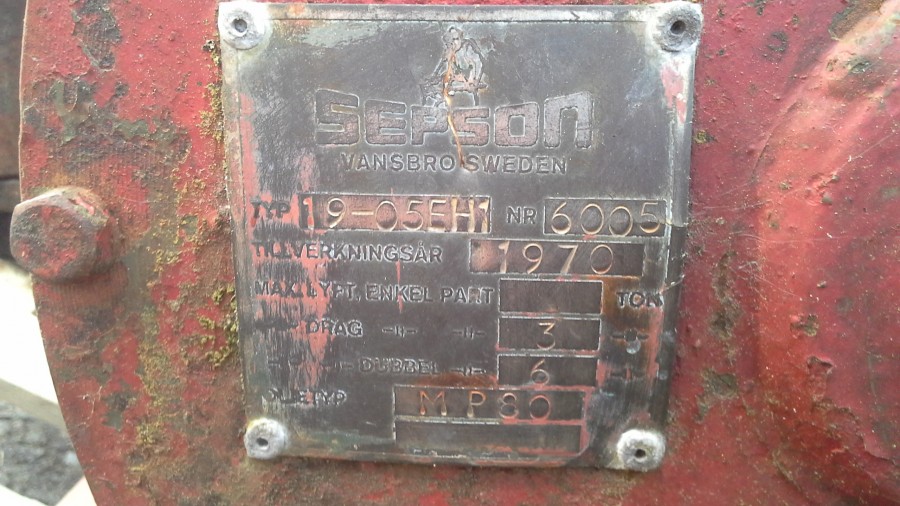 SEPSON
VANSBRO SWEDEN
TYP 19-05EH1 NR 6005
TILLVERKNINGSÅR 1970
MAX. LYFT. ENKEL PART TON
DRAG -"- -"- 3
-"- DUBBEL -"- 6
OLJETYP MP80